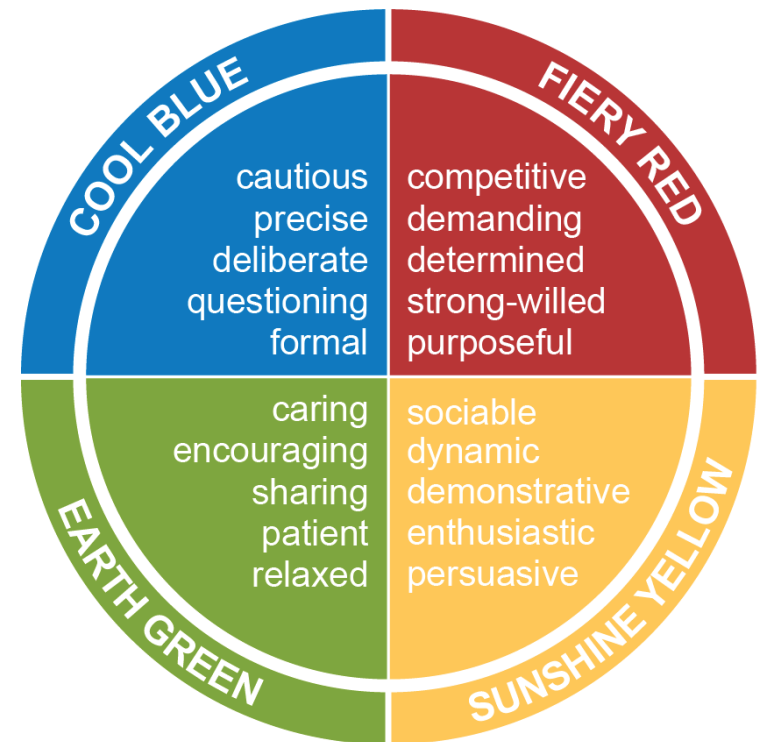 COOL BLUE
cautious
precise
deliberate
questioning
formal
FIERY RED
competitive
demanding
determined
strong-willed
purposeful
EARTH GREEN
caring
encouraging
sharing
patient
relaxed
SUNSHINE YELLOW
sociable
dynamic
demonstrative
enthusiastic
persuasive